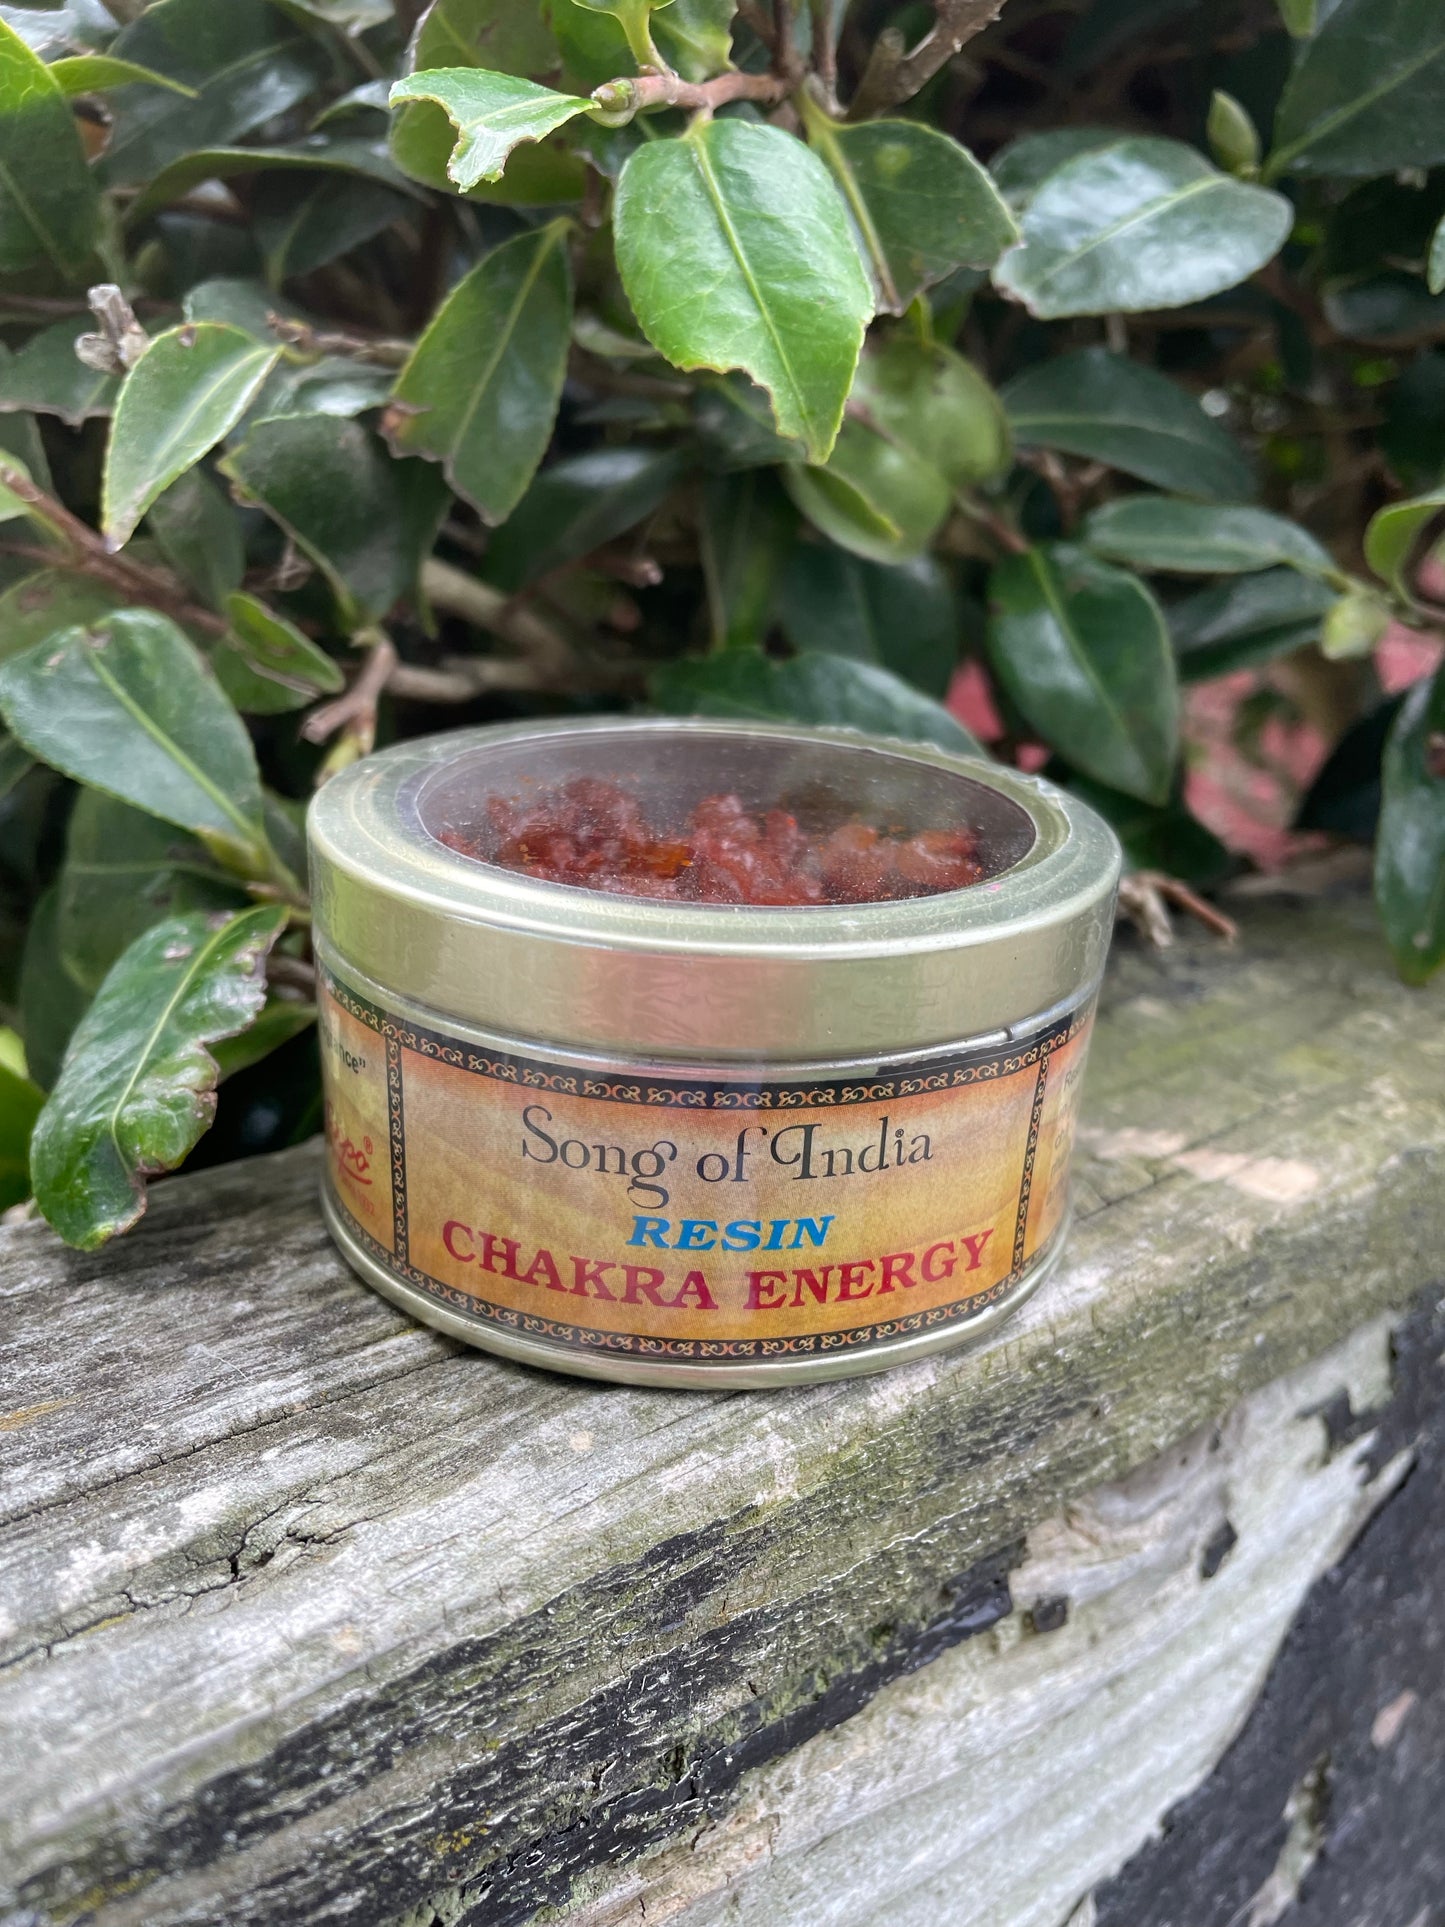 Song of India
RESIN
CHAKRA ENERGY